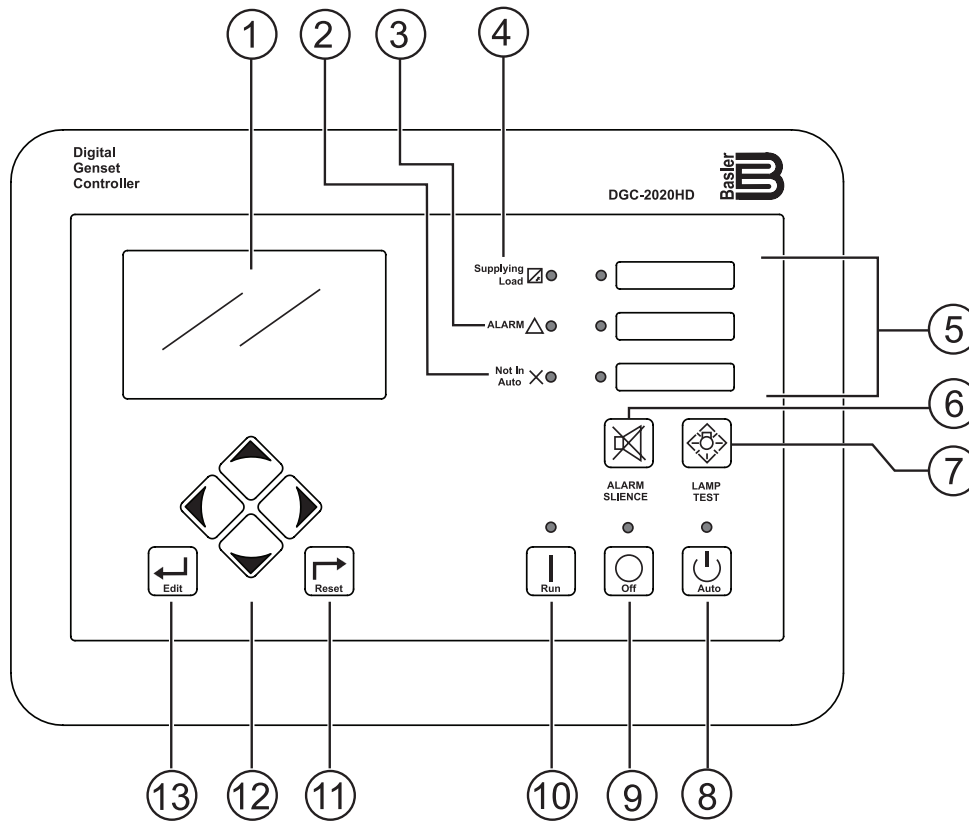 1
2
3
4
Digital
Genset
Controller
DGC-2020HD
Basler
Supplying
Load
ALARM
Not In
Auto
5
6
7
ALARM
SLIENCE
LAMP
TEST
Edit
Reset
Run
Off
Auto
13
12
11
10
9
8